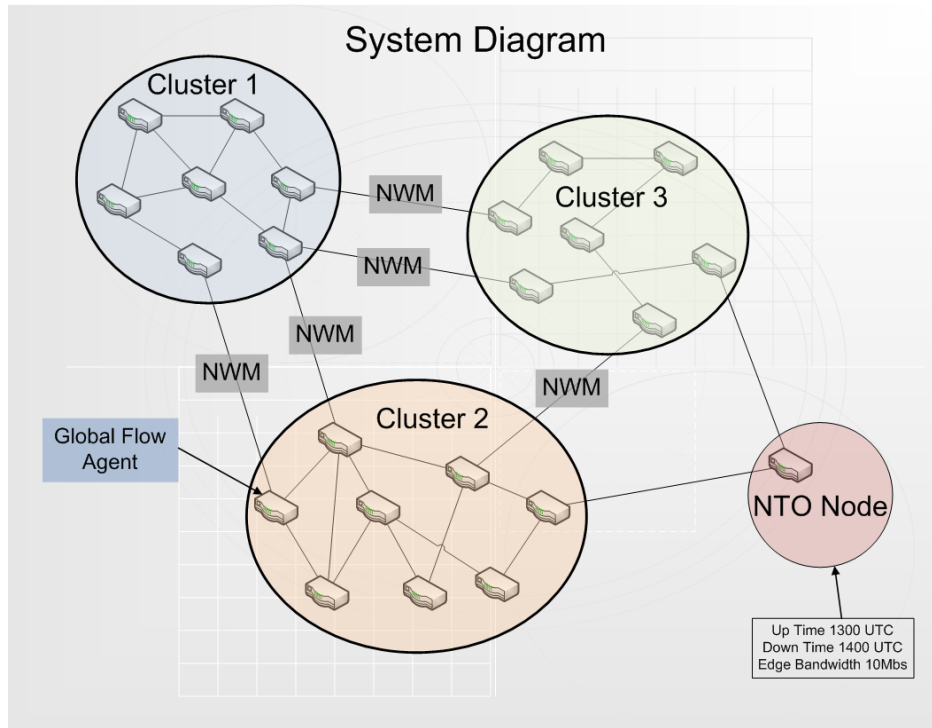 System Diagram
Cluster 1
Cluster 3
NWM
NWM
NWM
NWM
NWM
Cluster 2
Global Flow
Agent
NTO Node
Up Time 1300 UTC
Down Time 1400 UTC
Edge Bandwidth 10Mbs